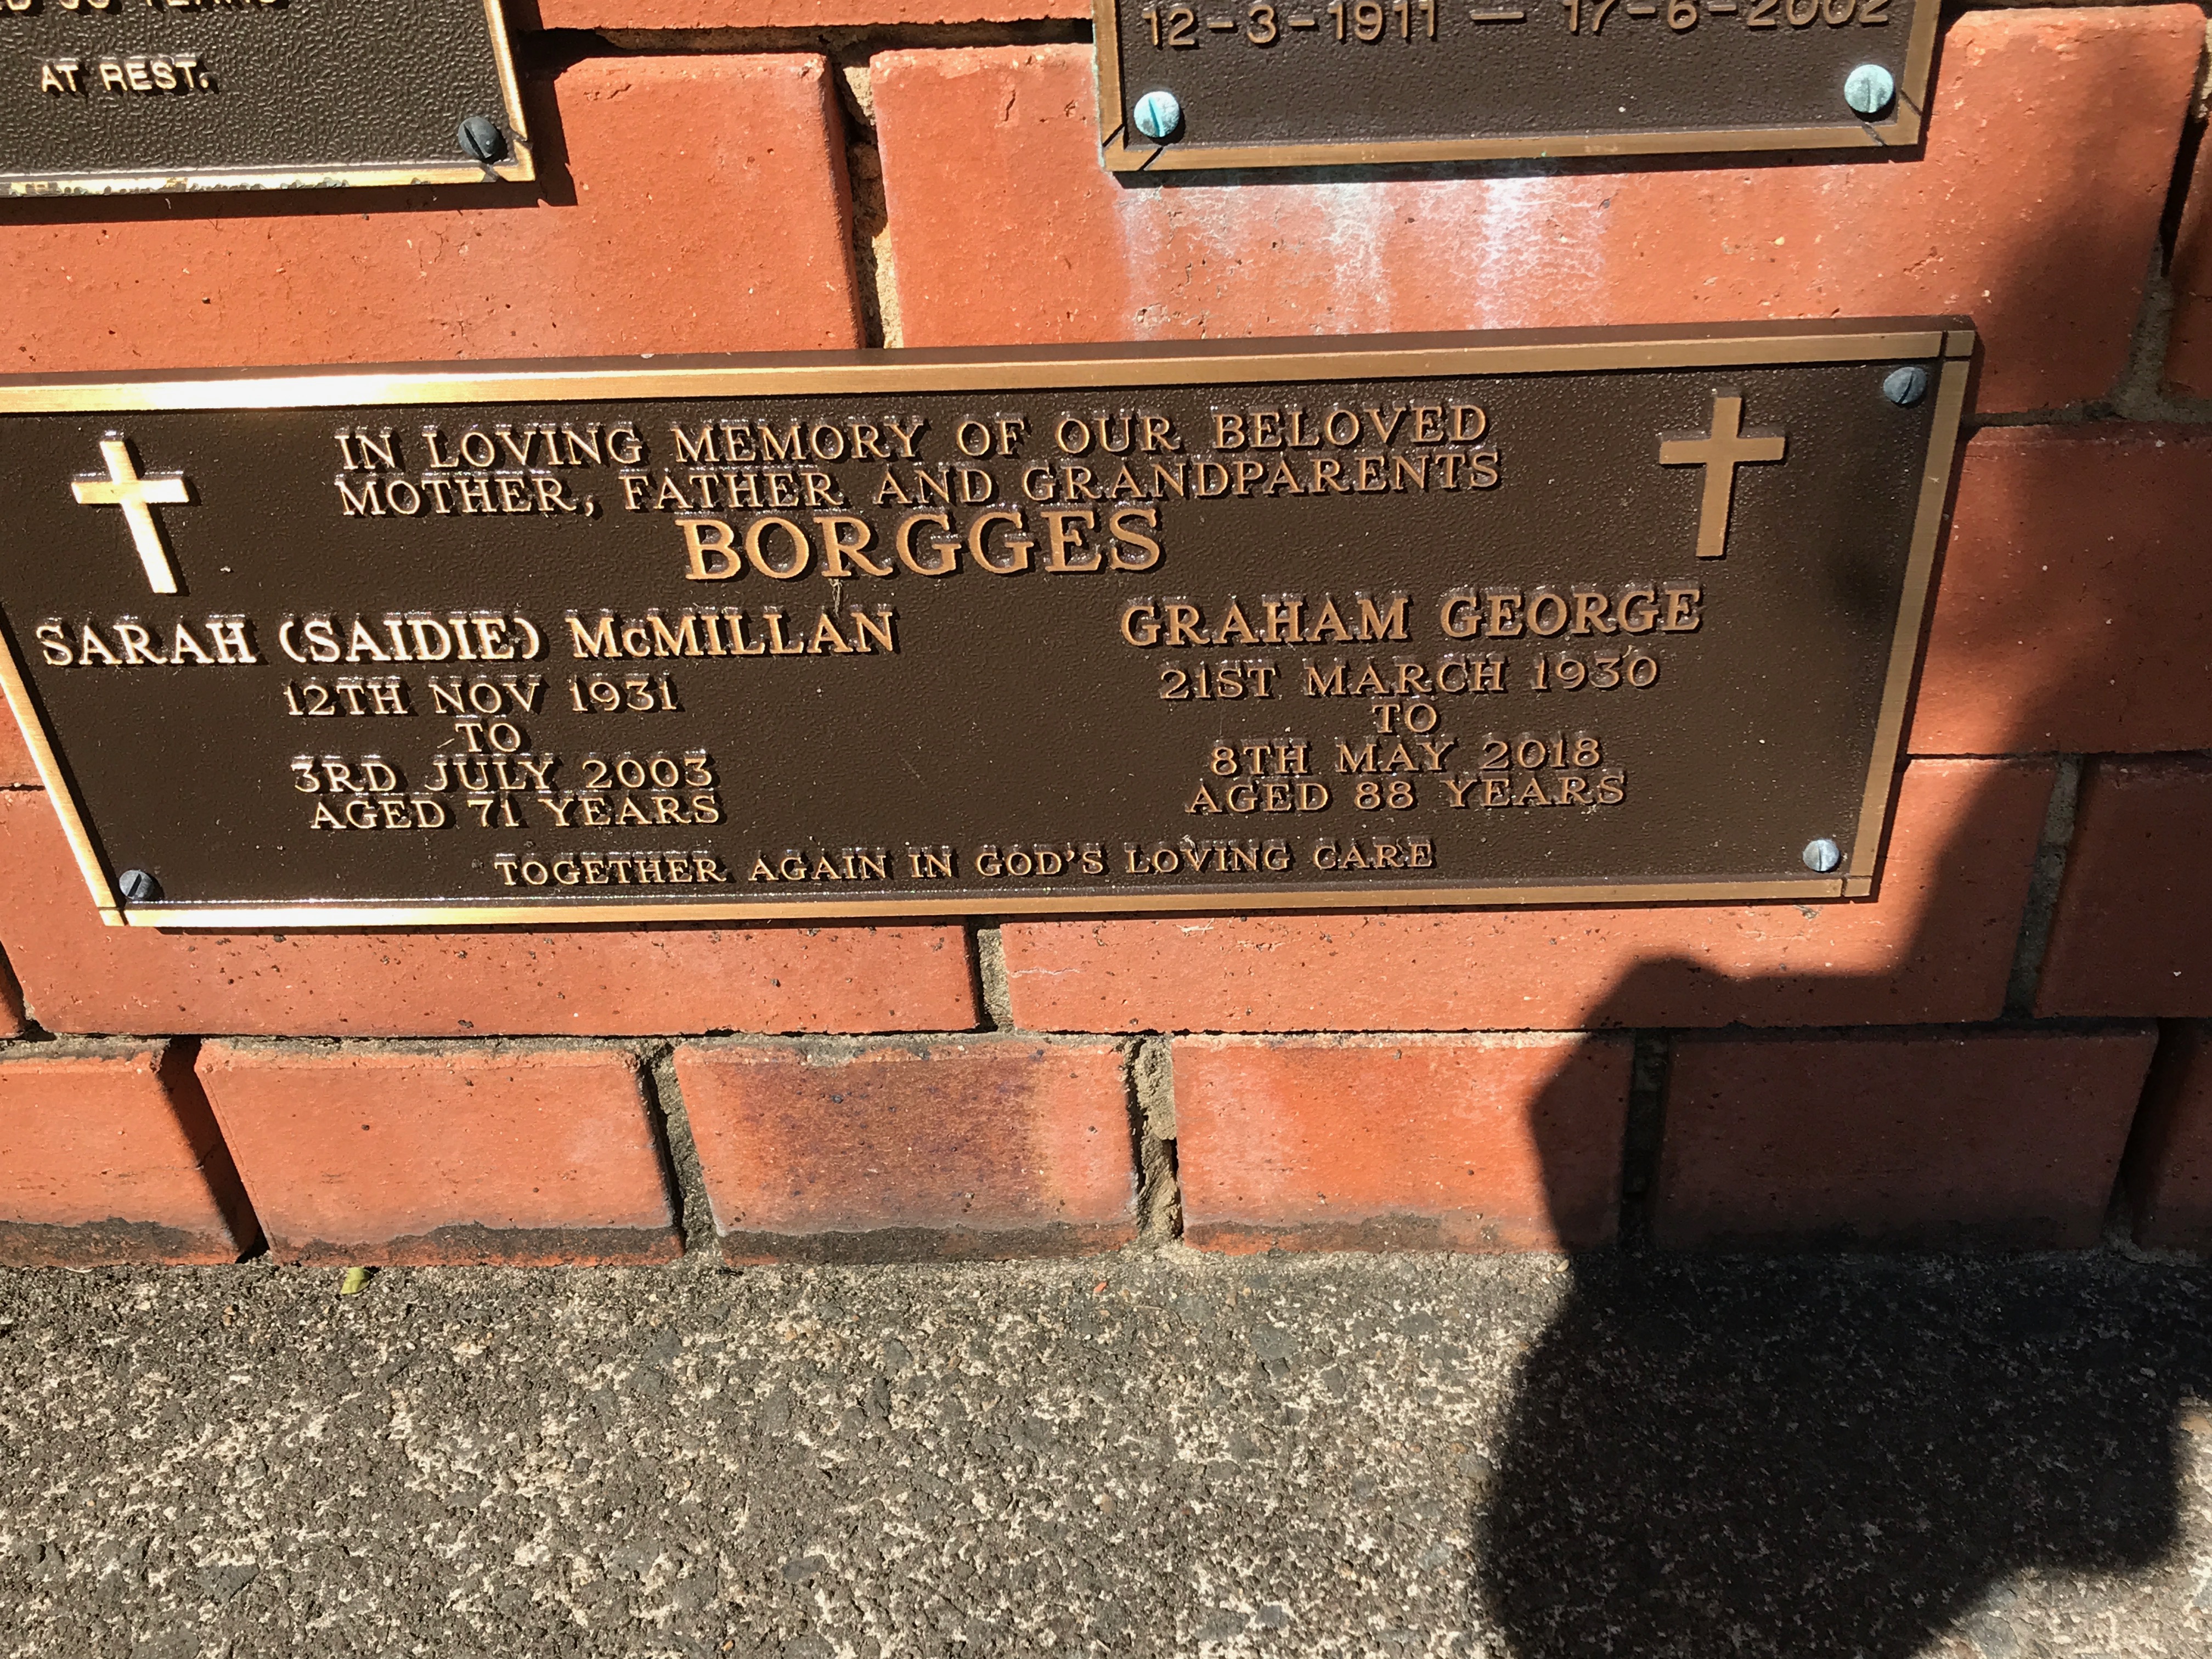 AT REST.
12-3-1911 — 17-6-2002
IN LOVING MEMORY OF OUR BELOVED
MOTHER, FATHER AND GRANDPARENTS
BORGGES
SARAH (SAIDIE) McMILLAN
12TH NOV 1931
TO
3RD JULY 2003
AGED 71 YEARS
GRAHAM GEORGE
21ST MARCH 1930
TO
8TH MAY 2018
AGED 88 YEARS
TOGETHER AGAIN IN GOD'S LOVING CARE